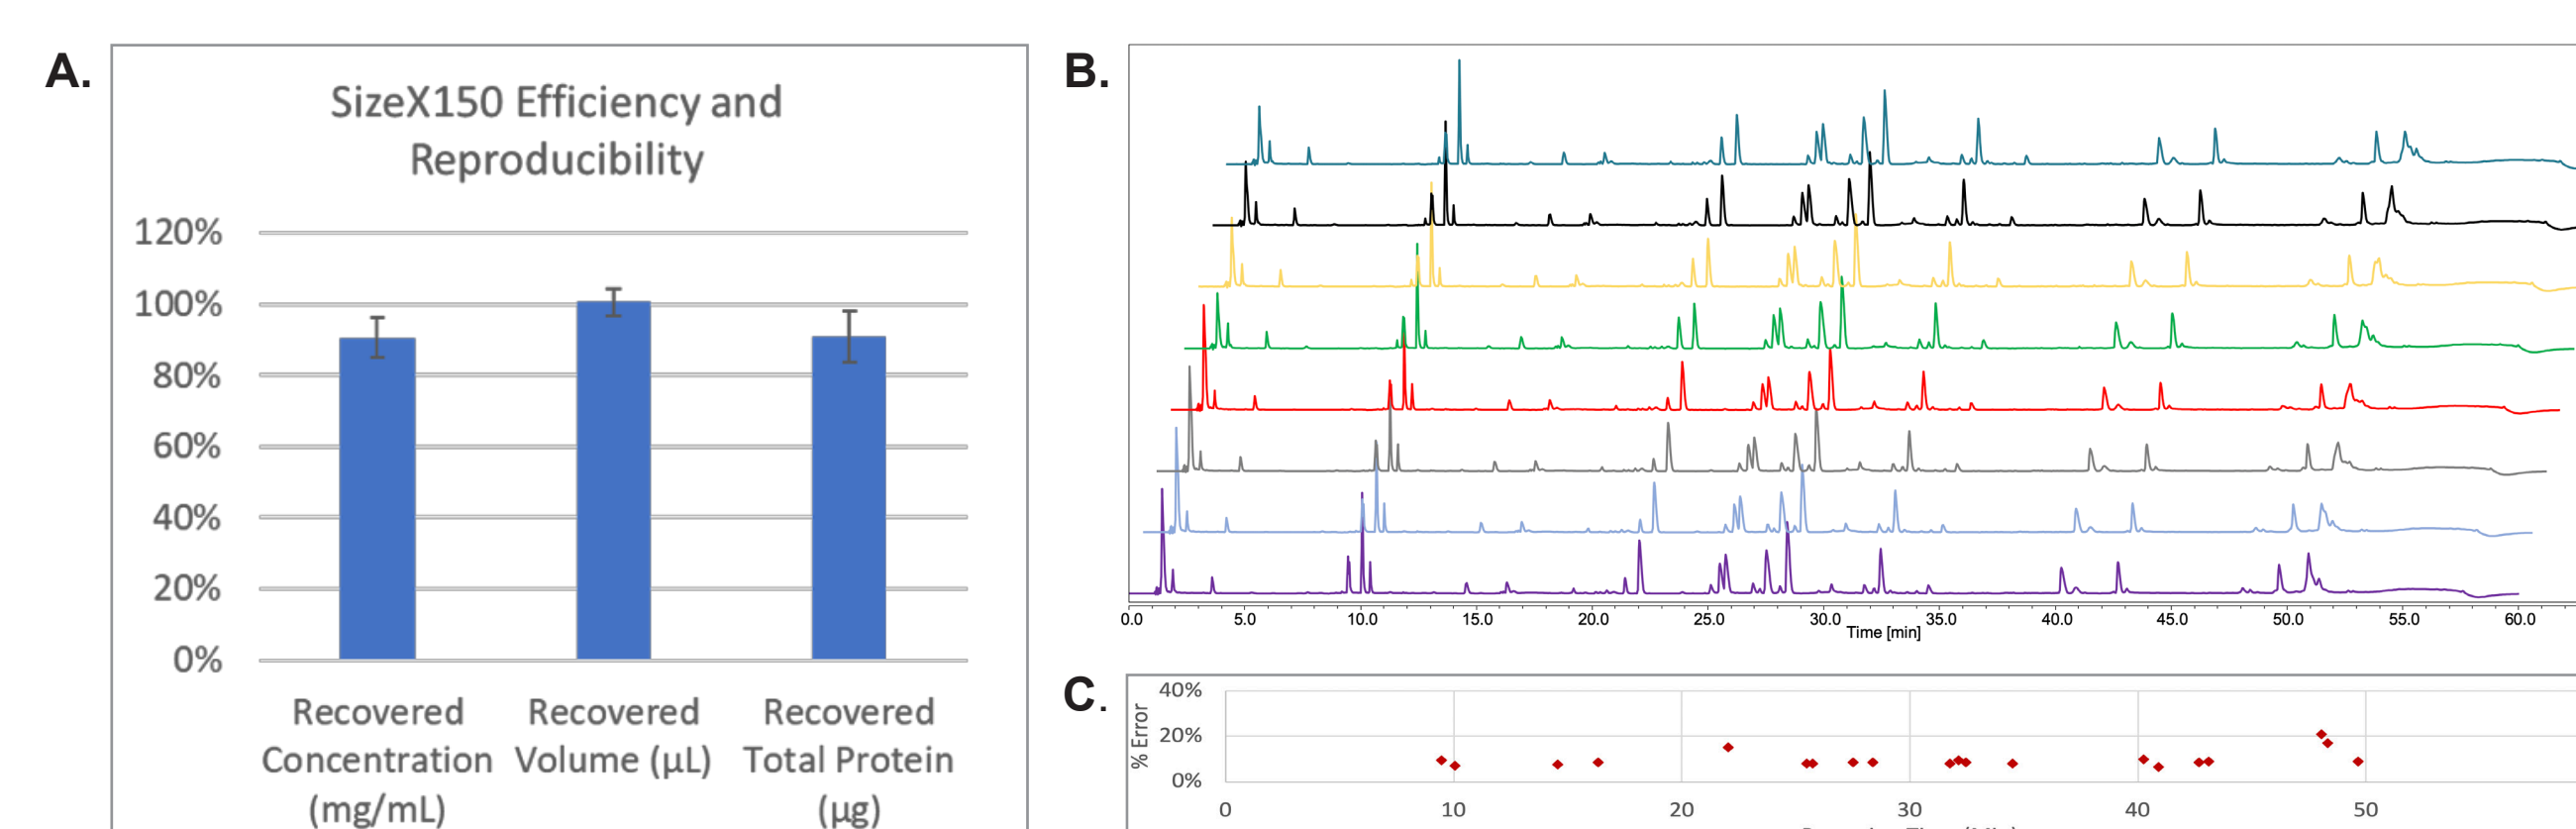 A.
SizeX150 Efficiency and
Reproducibility
120%
100%
80%
60%
40%
20%
0%
Recovered
Concentration
(mg/mL)
Recovered
Volume (µL)
Recovered
Total Protein
(µg)
B.
0.0 5.0 10.0 15.0 20.0 25.0 30.0 35.0 40.0 45.0 50.0 55.0 60.0
Time [min]
C.
% Error
40%
20%
0%
0 10 20 30 40 50